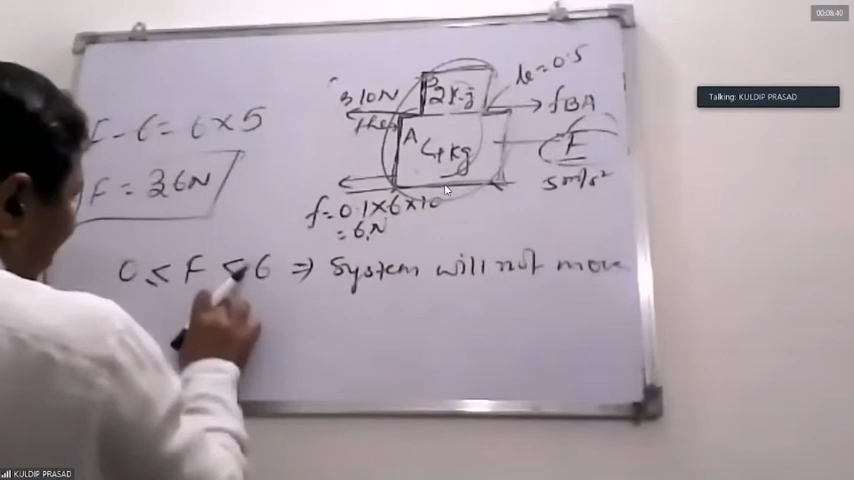 00:08:40
Talking: KULDIP PRASAD
μ=0.5
10N
2kg
fBA
F-6=6×5
A 4kg
F
F=36N
5m/s²
f=0.1×6×10
=6N
0≤F≤6 ⇒ System will not move
KULDIP PRASAD